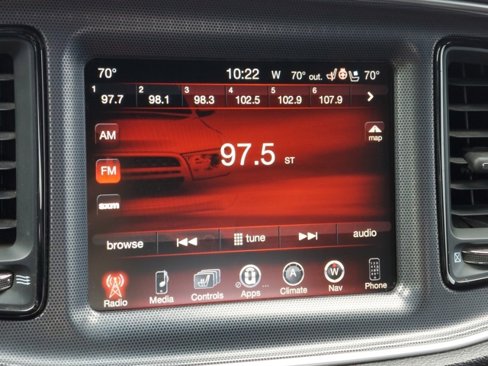 70° 10:22 W 70° out. 70°
1 2 3 4 5 6
97.7 98.1 98.3 102.5 102.9 107.9
AM
FM
sxm
97.5 ST
map
browse tune audio
Radio Media Controls Apps Climate Nav Phone
A W